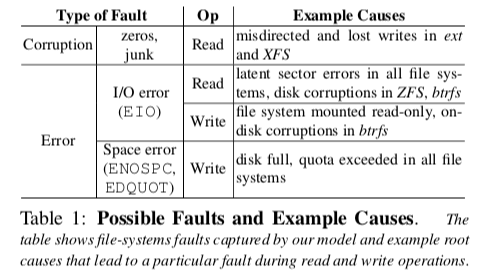 Type of Fault Op Example Causes
Corruption zeros, junk Read misdirected and lost writes in ext
and XFS
Error I/O error (EIO) Read latent sector errors in all file sys-
tems, disk corruptions in ZFS, btrfs
Write file system mounted read-only, on-
disk corruptions in btrfs
Space error (ENOSPC, EDQUOT) Write disk full, quota exceeded in all file
systems
Table 1: Possible Faults and Example Causes. The
table shows file-systems faults captured by our model and example root
causes that lead to a particular fault during read and write operations.